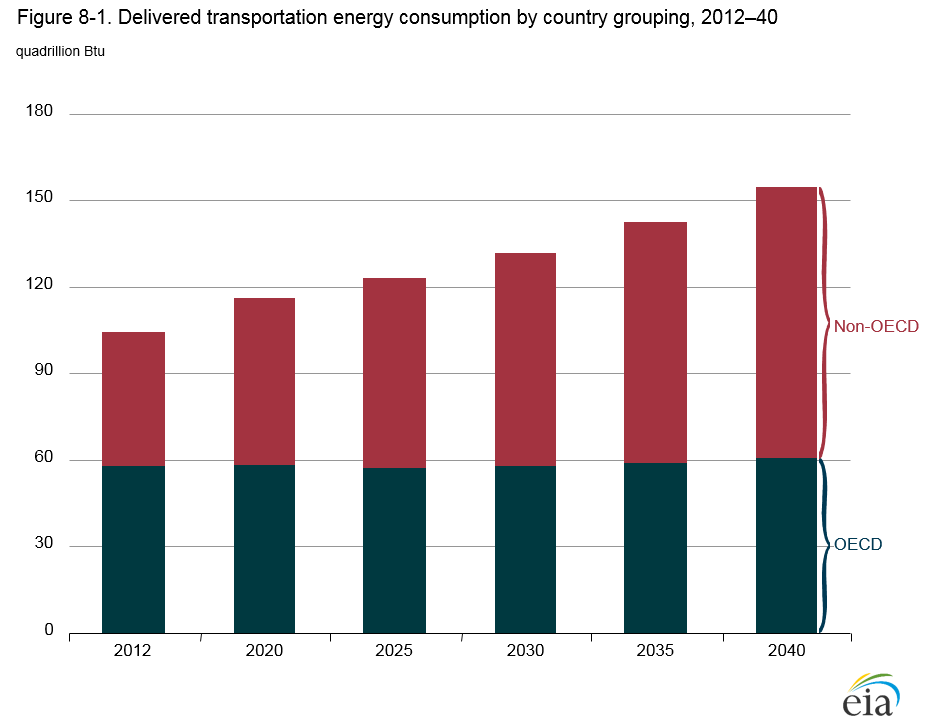 Figure 8-1. Delivered transportation energy consumption by country grouping, 2012–40
quadrillion Btu
180
150
120
90
60
30
0
Non-OECD
OECD
2012 2020 2025 2030 2035 2040
eia